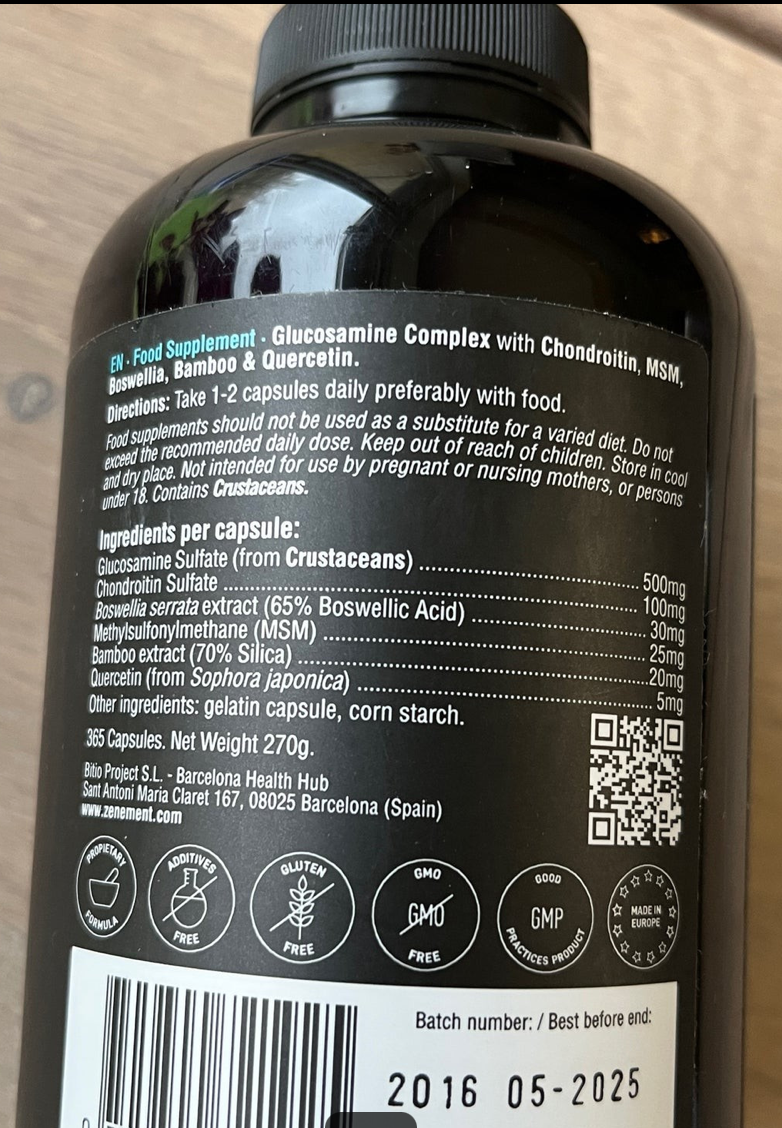 EN · Food Supplement · Glucosamine Complex with Chondroitin, MSM,
Boswellia, Bamboo & Quercetin.
Directions: Take 1-2 capsules daily preferably with food.
Food supplements should not be used as a substitute for a varied diet. Do not
exceed the recommended daily dose. Keep out of reach of children. Store in cool
and dry place. Not intended for use by pregnant or nursing mothers, or persons
under 18. Contains Crustaceans.
Ingredients per capsule:
Glucosamine Sulfate (from Crustaceans) ........ 500mg
Chondroitin Sulfate ........ 100mg
Boswellia serrata extract (65% Boswellic Acid) ........ 30mg
Methylsulfonylmethane (MSM) ........ 25mg
Bamboo extract (70% Silica) ........ 20mg
Quercetin (from Sophora japonica) ........ 5mg
Other ingredients: gelatin capsule, corn starch.
365 Capsules. Net Weight 270g.
Bitio Project S.L. - Barcelona Health Hub
Sant Antoni Maria Claret 167, 08025 Barcelona (Spain)
www.zenement.com
PROPIETARY FORMULA
ADDITIVES FREE
GLUTEN FREE
GMO GMO FREE
GOOD GMP PRACTICES PRODUCT
MADE IN EUROPE
Batch number: / Best before end:
2016 05-2025